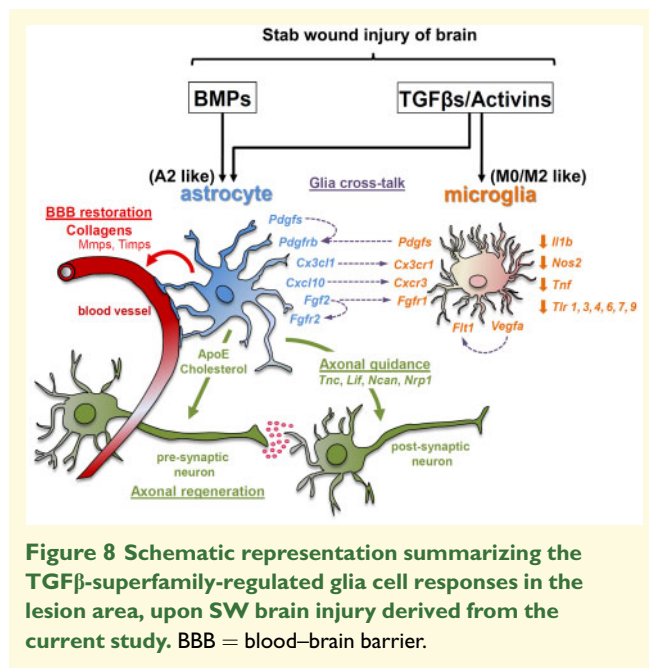 Stab wound injury of brain
BMPs
TGFβs/Activins
(A2 like)
astrocyte
Glia cross-talk
(M0/M2 like)
microglia
BBB restoration
Collagens
Mmps, Timps
blood vessel
Pdgfs
Pdgfrb
Pdgfs
Cx3cl1
Cx3cr1
Cxcl10
Cxcr3
Fgf2
Fgfr1
Fgfr2
Il1b
Nos2
Tnf
Tlr 1, 3, 4, 6, 7, 9
Flt1
Vegfa
ApoE
Cholesterol
Axonal guidance
Tnc, Lif, Ncan, Nrp1
pre-synaptic
neuron
post-synaptic
neuron
Axonal regeneration
Figure 8 Schematic representation summarizing the
TGFβ-superfamily-regulated glia cell responses in the
lesion area, upon SW brain injury derived from the
current study. BBB = blood–brain barrier.